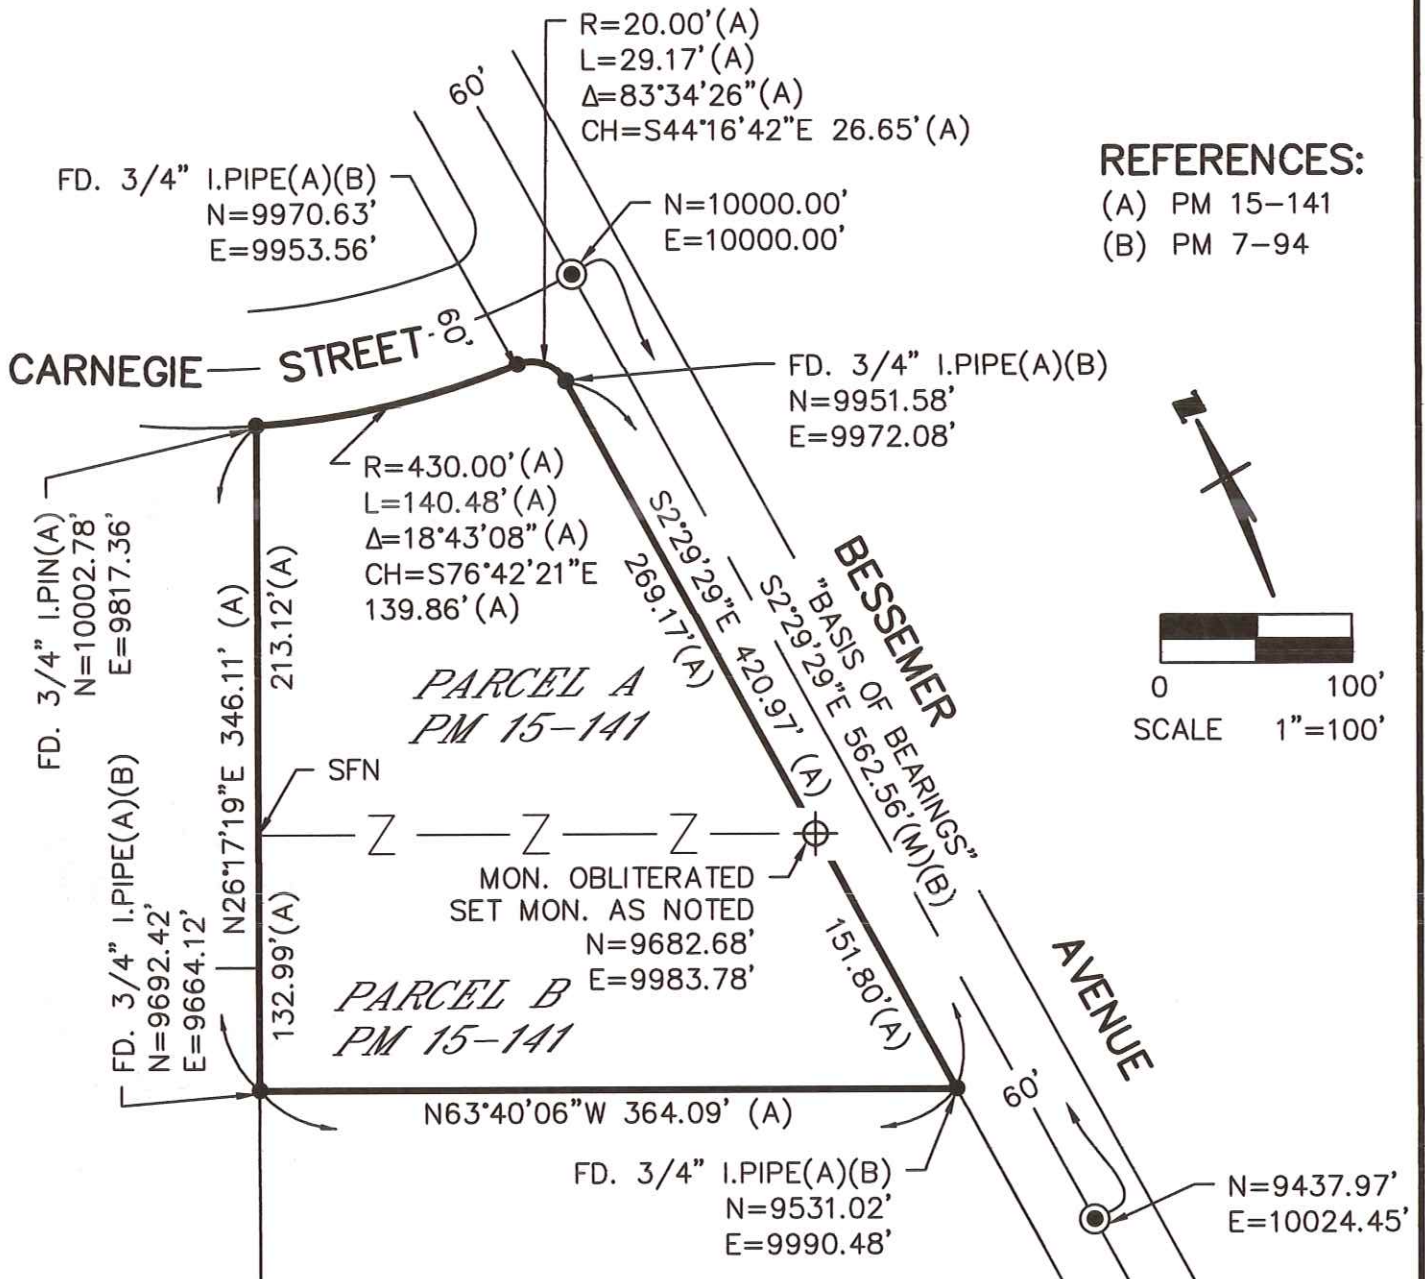 R=20.00'(A)
L=29.17'(A)
Δ=83°34'26"(A)
CH=S44°16'42"E 26.65'(A)
60'
FD. 3/4" I.PIPE(A)(B)
N=9970.63'
E=9953.56'
N=10000.00'
E=10000.00'
REFERENCES:
(A) PM 15-141
(B) PM 7-94
CARNEGIE STREET
60'
FD. 3/4" I.PIPE(A)(B)
N=9951.58'
E=9972.08'
R=430.00'(A)
L=140.48'(A)
Δ=18°43'08"(A)
CH=S76°42'21"E
139.86'(A)
FD. 3/4" I.PIN(A)
N=10002.78'
E=9817.36'
N26°17'19"E 346.11' (A)
213.12'(A)
S2°29'29"E 420.97' (A)
269.17'(A)
"BASIS OF BEARINGS"
S2°29'29"E 562.56'(M)(B)
BESSEMER AVENUE
N
0 100'
SCALE 1"=100'
PARCEL A
PM 15-141
SFN
Z Z Z
MON. OBLITERATED
SET MON. AS NOTED
N=9682.68'
E=9983.78'
FD. 3/4" I.PIPE(A)(B)
N=9692.42'
E=9664.12'
132.99'(A)
PARCEL B
PM 15-141
151.80'(A)
N63°40'06"W 364.09' (A)
60'
FD. 3/4" I.PIPE(A)(B)
N=9531.02'
E=9990.48'
N=9437.97'
E=10024.45'